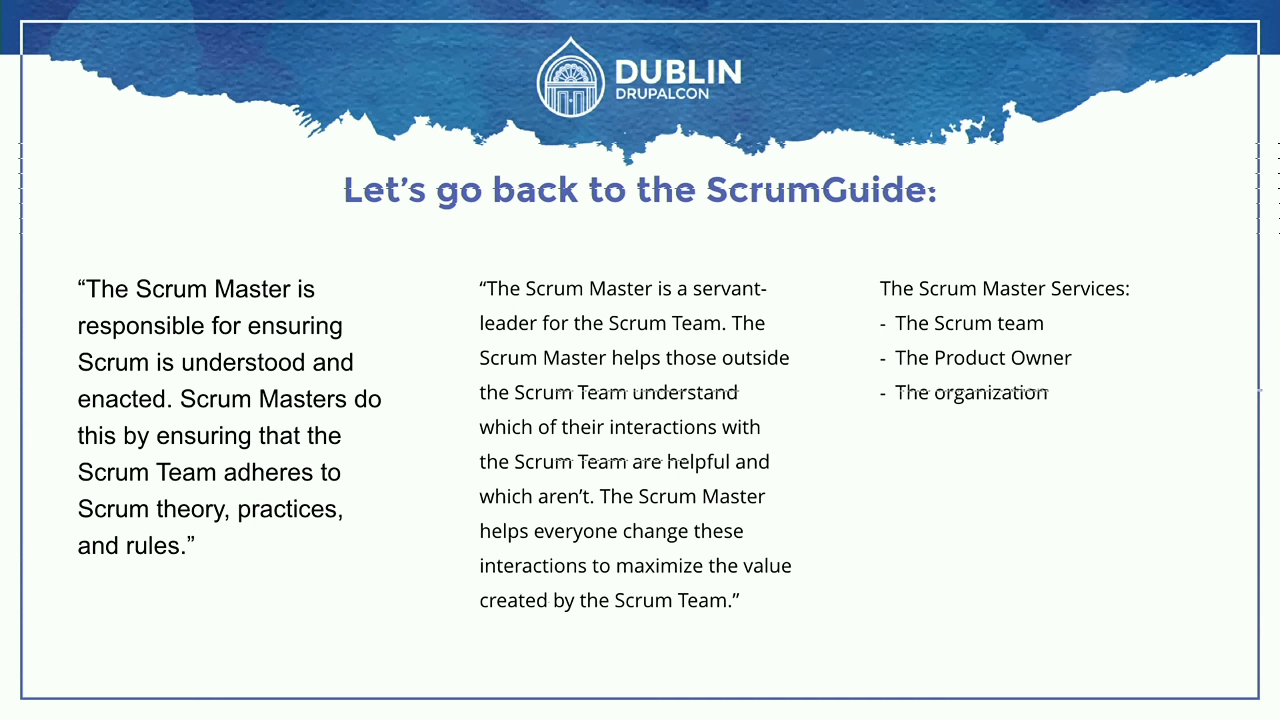 DUBLIN
DRUPALCON
Let’s go back to the ScrumGuide:
“The Scrum Master is
responsible for ensuring
Scrum is understood and
enacted. Scrum Masters do
this by ensuring that the
Scrum Team adheres to
Scrum theory, practices,
and rules.”
“The Scrum Master is a servant-
leader for the Scrum Team. The
Scrum Master helps those outside
the Scrum Team understand
which of their interactions with
the Scrum Team are helpful and
which aren’t. The Scrum Master
helps everyone change these
interactions to maximize the value
created by the Scrum Team.”
The Scrum Master Services:
- The Scrum team
- The Product Owner
- The organization